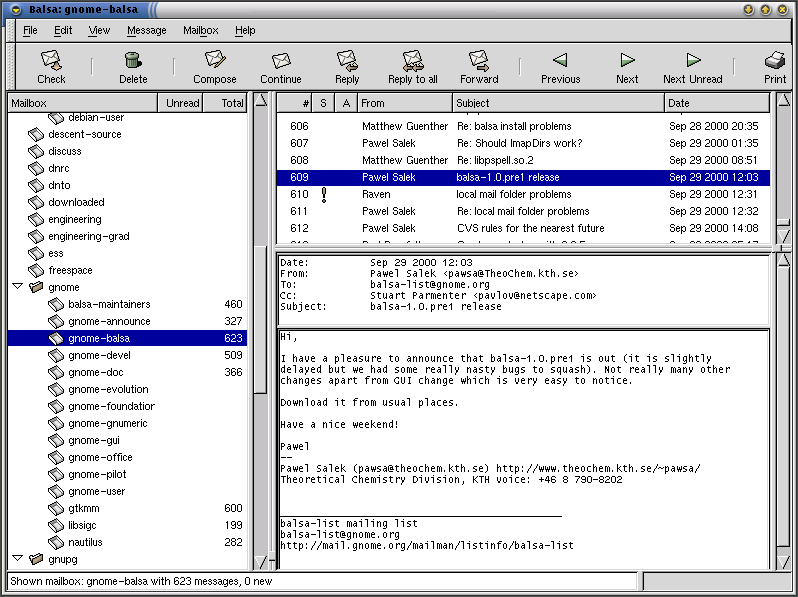 Balsa: gnome-balsa
File Edit View Message Mailbox Help
Check Delete Compose Continue Reply Reply to all Forward Previous Next Next Unread Print
Mailbox Unread Total
debian-user
descent-source
discuss
dnrc
dnto
downloaded
engineering
engineering-grad
ess
freespace
gnome
balsa-maintainers 460
gnome-announce 327
gnome-balsa 623
gnome-devel 509
gnome-doc 366
gnome-evolution
gnome-foundation
gnome-gnumeric
gnome-gui
gnome-office
gnome-pilot
gnome-user
gtkmm 600
libsigc 199
nautilus 282
gnupg
# S A From Subject Date
606 Matthew Guenther Re: balsa install problems Sep 28 2000 20:35
607 Pawel Salek Re: Should ImapDirs work? Sep 29 2000 01:35
608 Matthew Guenther Re: libpspell.so.2 Sep 29 2000 08:51
609 Pawel Salek balsa-1.0.pre1 release Sep 29 2000 12:03
610 Raven local mail folder problems Sep 29 2000 12:31
611 Pawel Salek Re: local mail folder problems Sep 29 2000 12:32
612 Pawel Salek CVS rules for the nearest future Sep 29 2000 14:08
Date: Sep 29 2000 12:03
From: Pawel Salek <pawsa@TheoChem.kth.se>
To: balsa-list@gnome.org
Cc: Stuart Parmenter <pavlov@netscape.com>
Subject: balsa-1.0.pre1 release
Hi,
I have a pleasure to announce that balsa-1.0.pre1 is out (it is slightly
delayed but we had some really nasty bugs to squash). Not really many other
changes apart from GUI change which is very easy to notice.
Download it from usual places.
Have a nice weekend!
Pawel
--
Pawel Salek (pawsa@theochem.kth.se) http://www.theochem.kth.se/~pawsa/
Theoretical Chemistry Division, KTH voice: +46 8 790-8202
_______________________________________________
balsa-list mailing list
balsa-list@gnome.org
http://mail.gnome.org/mailman/listinfo/balsa-list
Shown mailbox: gnome-balsa with 623 messages, 0 new